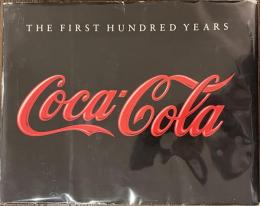 THE FIRST HUNDRED YEARS
Coca-Cola